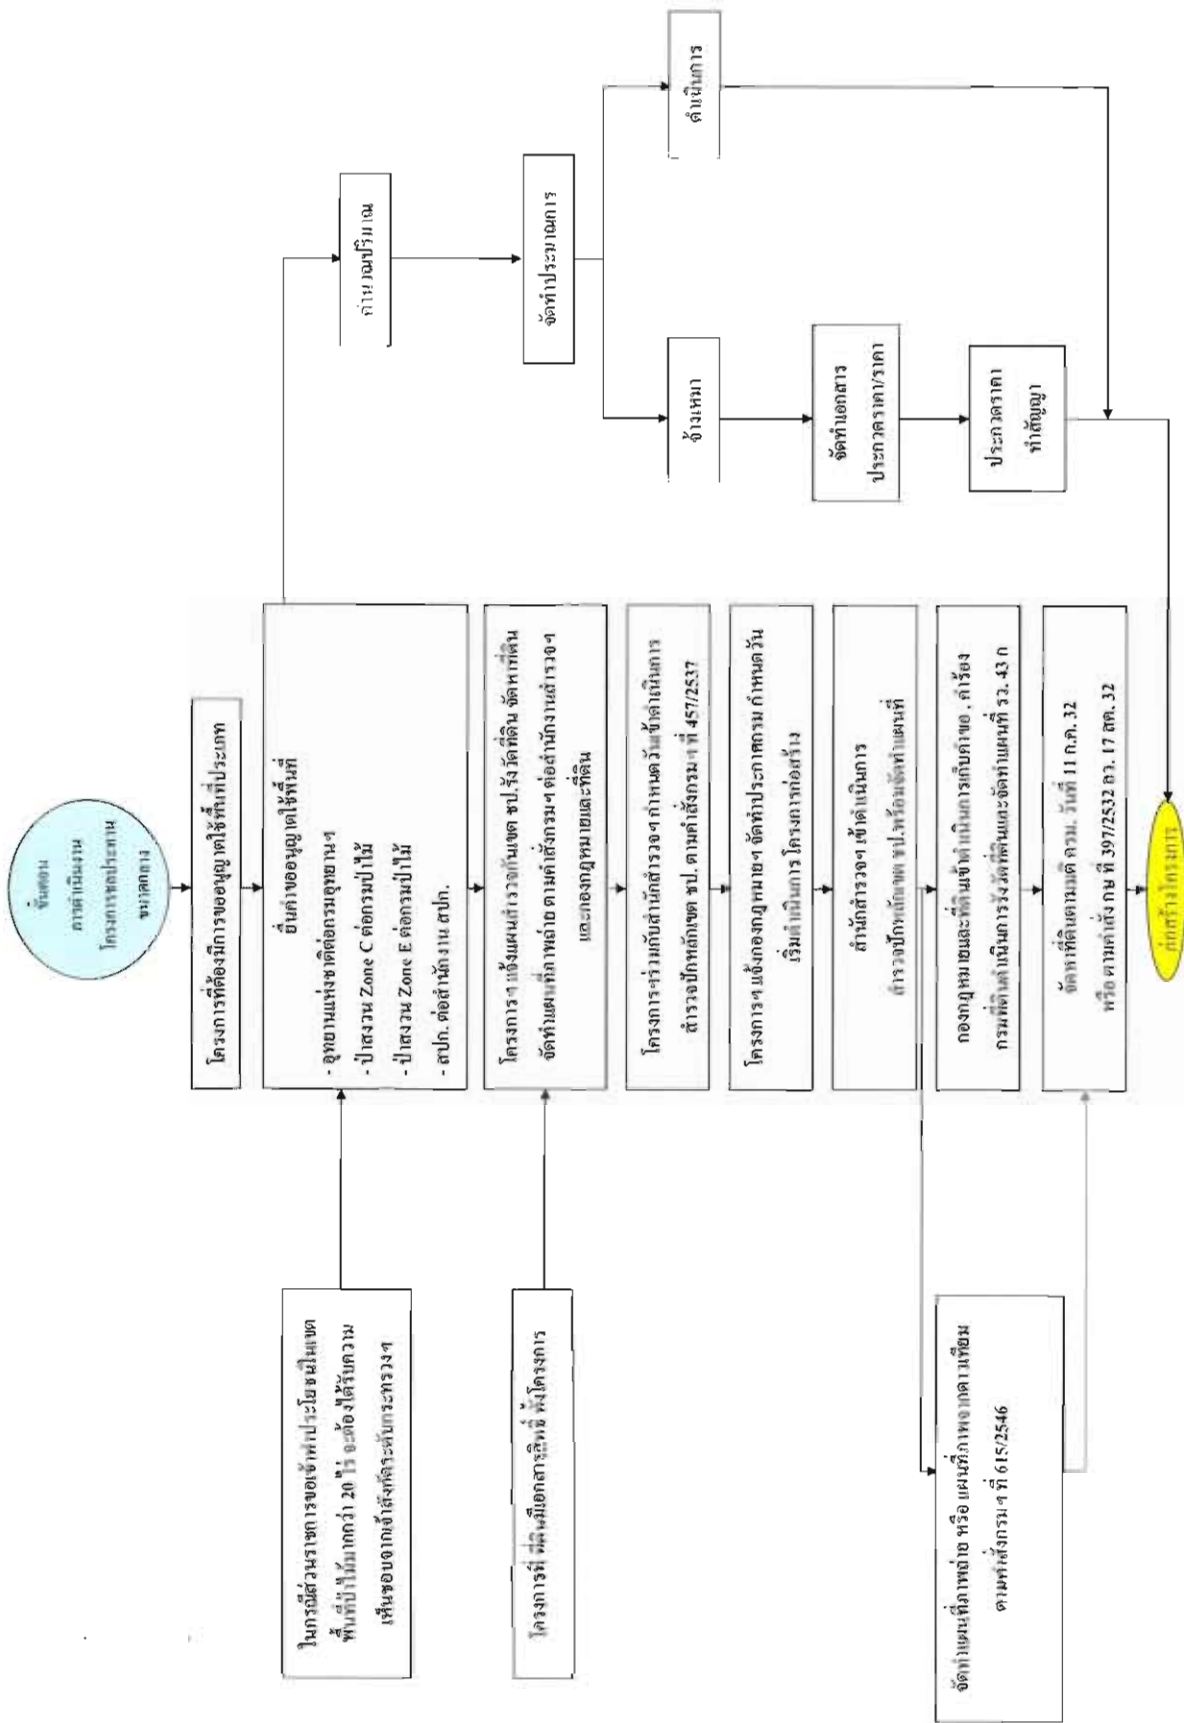 ขั้นตอน
การดำเนินงาน
โครงการชลประทาน
ขนาดกลาง
โครงการที่ต้องมีการขออนุญาตใช้พื้นที่ประเภท
ยื่นคำขออนุญาตใช้พื้นที่
- อุทยานแห่งชาติต่อกรมอุทยานฯ
- ป่าสงวน Zone C ต่อกรมป่าไม้
- ป่าสงวน Zone E ต่อกรมป่าไม้
- สปก. ต่อสำนักงาน สปก.
ในกรณีส่วนราชการขอเข้าทำประโยชน์ในเขต
พื้นที่ป่าไม้มากกว่า 20 ไร่ จะต้องได้รับความ
เห็นชอบจากเจ้าสังกัดระดับกระทรวงฯ
โครงการฯ แจ้งแผนสำรวจกันเขต ชป.รังวัดที่ดิน จัดหาที่ดิน
จัดทำแผนที่ภาพถ่าย ตามคำสั่งกรมฯ ต่อสำนักงานสำรวจฯ
และกองกฎหมายและที่ดิน
โครงการที่ ที่ดินมีเอกสารสิทธิ์ ทั้งโครงการ
โครงการฯร่วมกับสำนักสำรวจฯ กำหนดวันเข้าดำเนินการ
สำรวจปักหลักเขต ชป. ตามคำสั่งกรมฯ ที่ 457/2537
โครงการฯ แจ้งกองกฎหมายฯ จัดทำประกาศกรม กำหนดวัน
เริ่มดำเนินการ โครงการก่อสร้าง
สำนักสำรวจฯ เข้าดำเนินการ
สำรวจปักหลักเขต ชป.พร้อมจัดทำแผนที่
กองกฎหมายและที่ดินเข้าดำเนินการเก็บคำขอ , คำร้อง
กรมที่ดินดำเนินการรังวัดที่ดินและจัดทำแผนที่ รว. 43 ก
จัดทำแผนที่ภาพถ่าย หรือ แผนที่ภาพจากดาวเทียม
ตามคำสั่งกรมฯ ที่ 615/2546
จัดหาที่ดินตามมติ ครม. วันที่ 11 ก.ค. 32
หรือ ตามคำสั่ง กษ ที่ 397/2532 ลว. 17 สค. 32
คำนวณปริมาณ
จัดทำประมาณการ
จ้างเหมา
ดำเนินการ
จัดทำเอกสาร
ประกวดราคา/ราคา
ประกวดราคา
ทำสัญญา
ก่อสร้างโครงการ